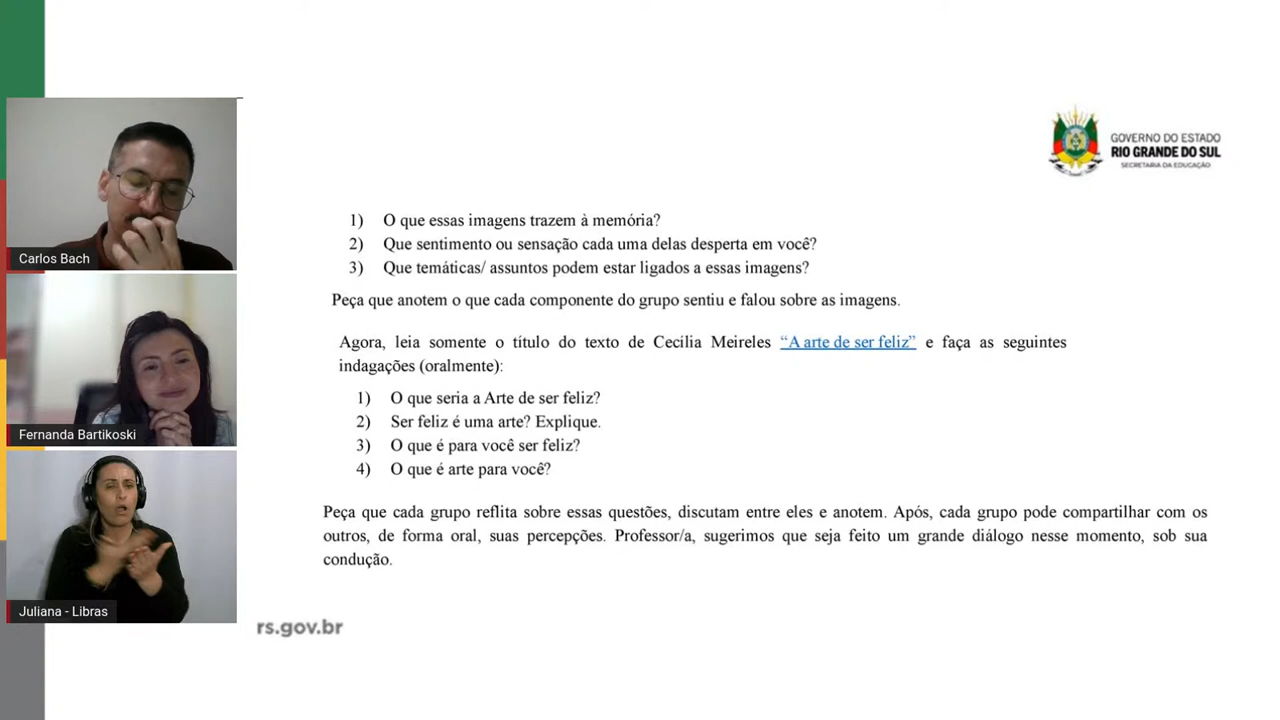 GOVERNO DO ESTADO
RIO GRANDE DO SUL
SECRETARIA DA EDUCAÇÃO
Carlos Bach
Fernanda Bartikoski
Juliana - Libras
1) O que essas imagens trazem à memória?
2) Que sentimento ou sensação cada uma delas desperta em você?
3) Que temáticas/ assuntos podem estar ligados a essas imagens?
Peça que anotem o que cada componente do grupo sentiu e falou sobre as imagens.
Agora, leia somente o título do texto de Cecília Meireles “A arte de ser feliz” e faça as seguintes
indagações (oralmente):
1) O que seria a Arte de ser feliz?
2) Ser feliz é uma arte? Explique.
3) O que é para você ser feliz?
4) O que é arte para você?
Peça que cada grupo reflita sobre essas questões, discutam entre eles e anotem. Após, cada grupo pode compartilhar com os
outros, de forma oral, suas percepções. Professor/a, sugerimos que seja feito um grande diálogo nesse momento, sob sua
condução.
rs.gov.br